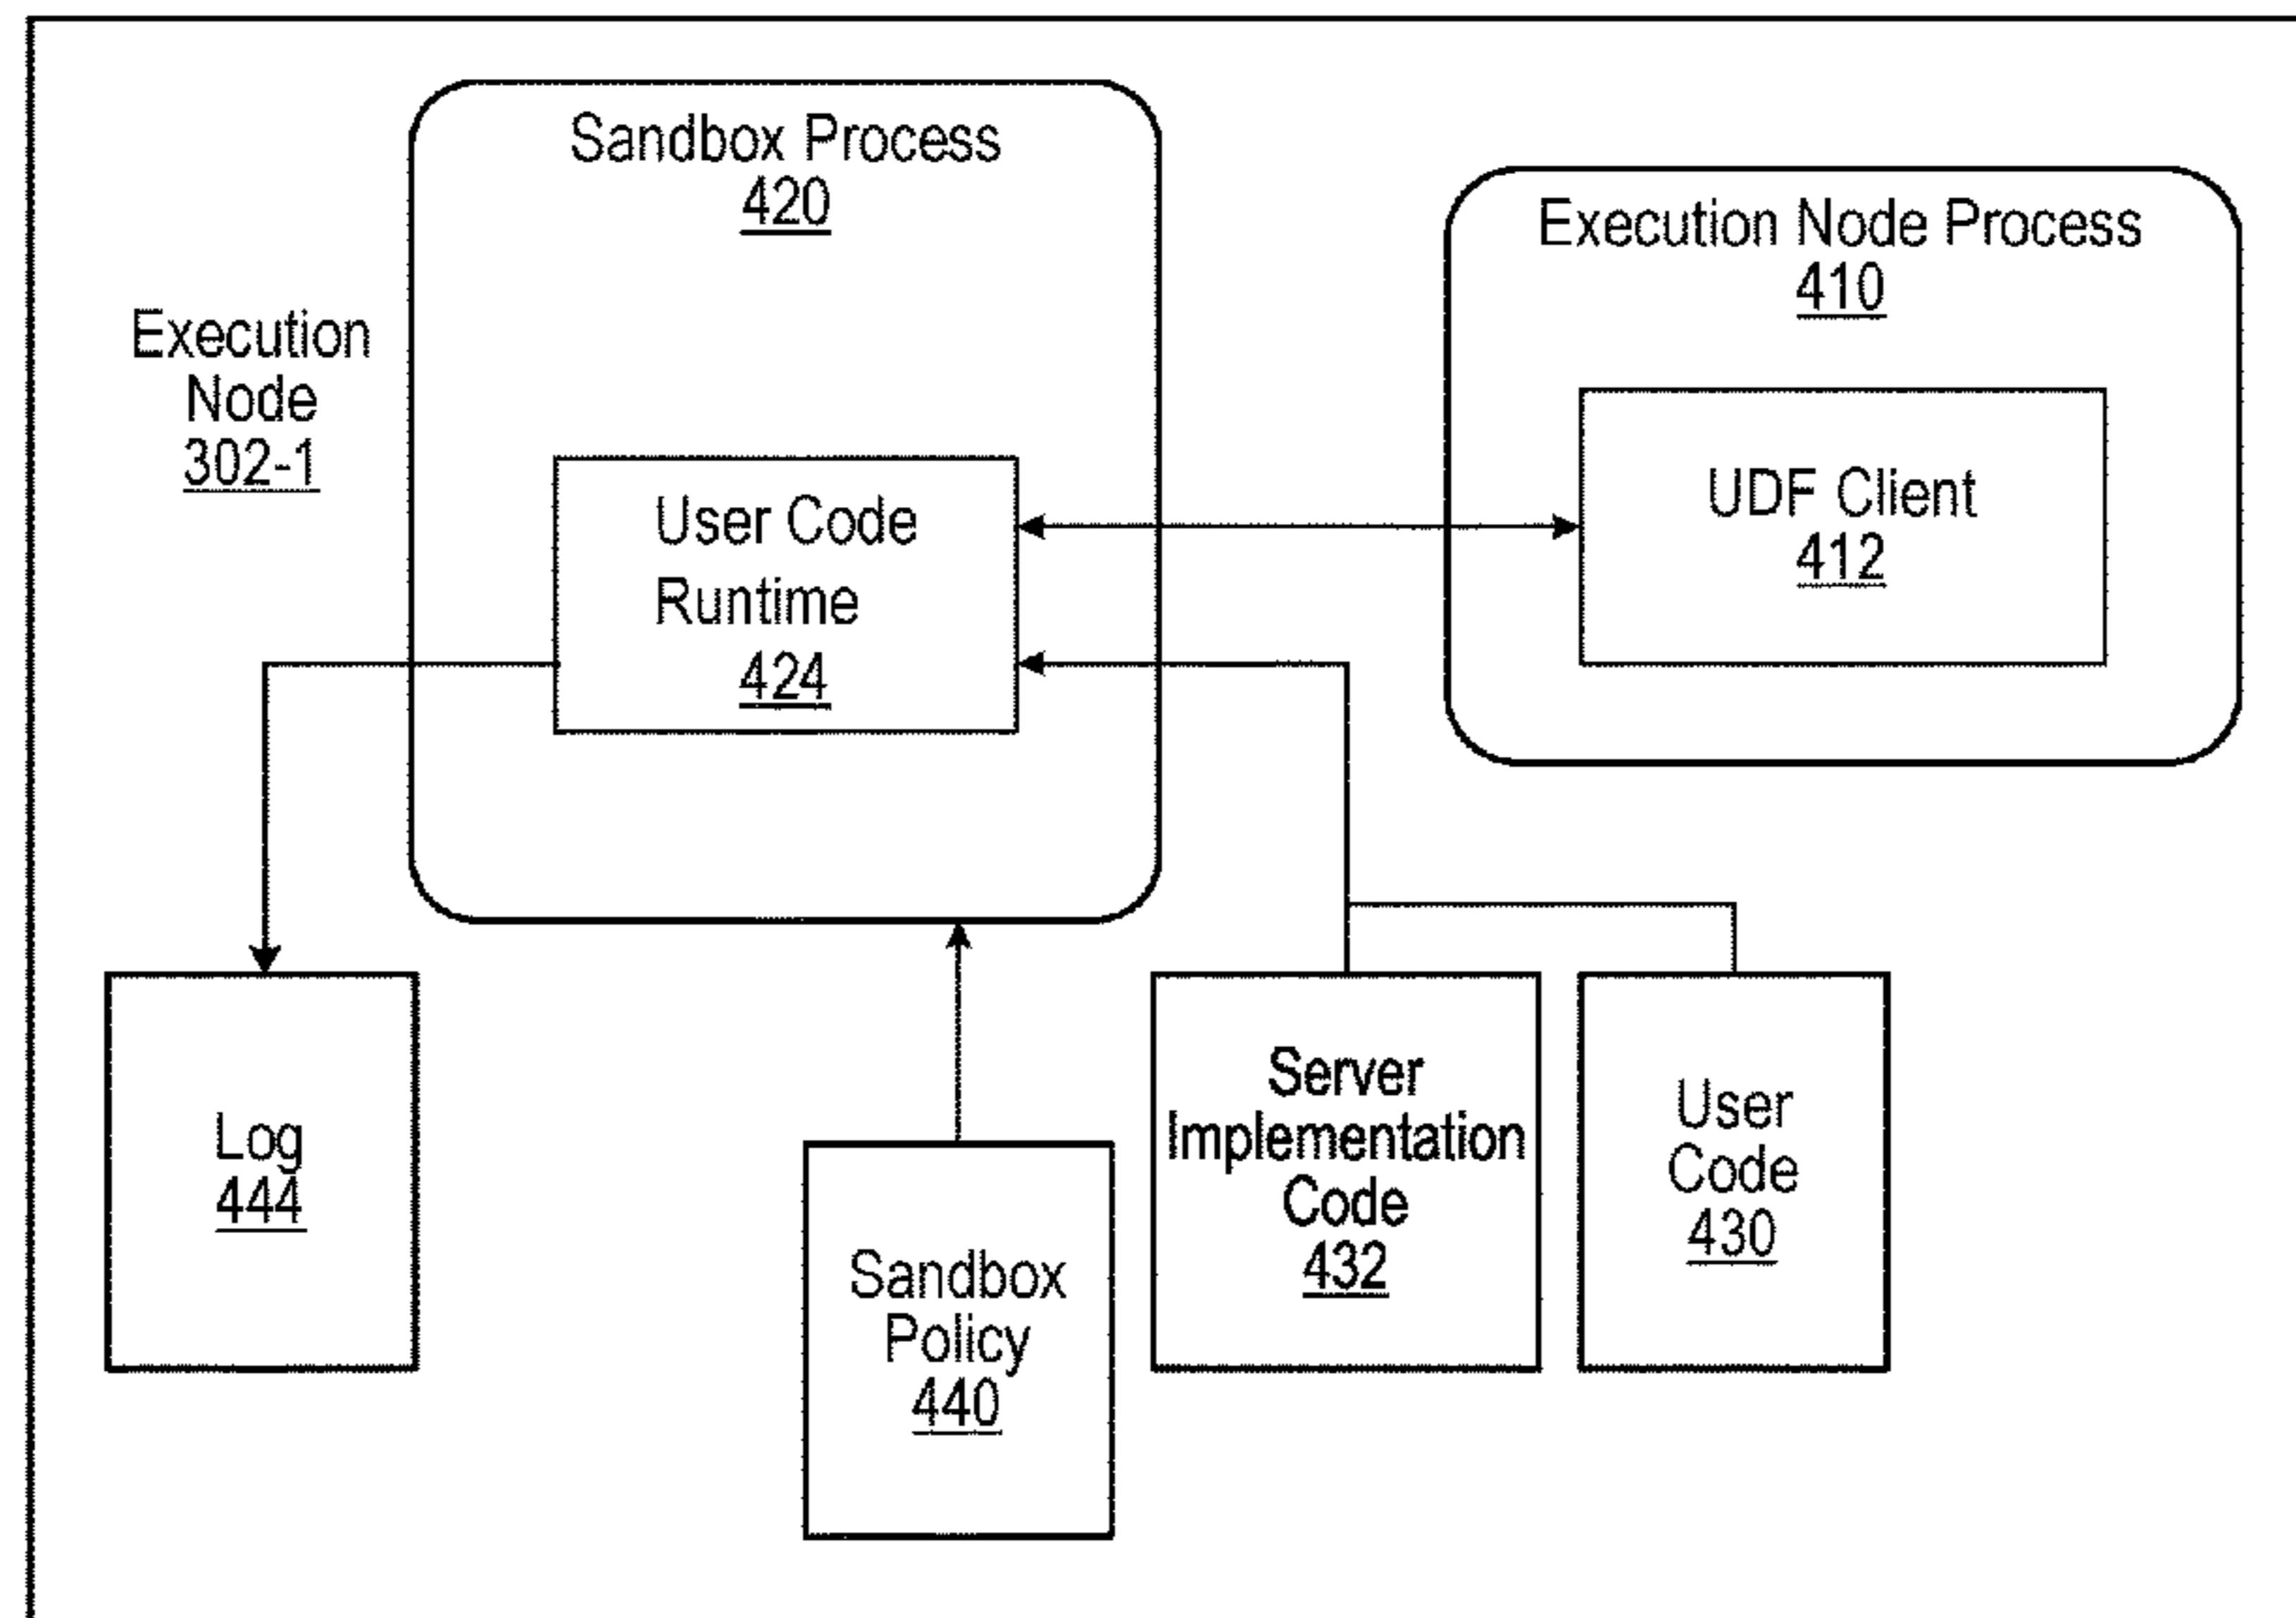 Sandbox Process
420
Execution Node Process
410
Execution
Node
302-1
UDF Client
412
User Code
Runtime
424
Log
444
Sandbox
Policy
440
Server
Implementation
Code
432
User
Code
430